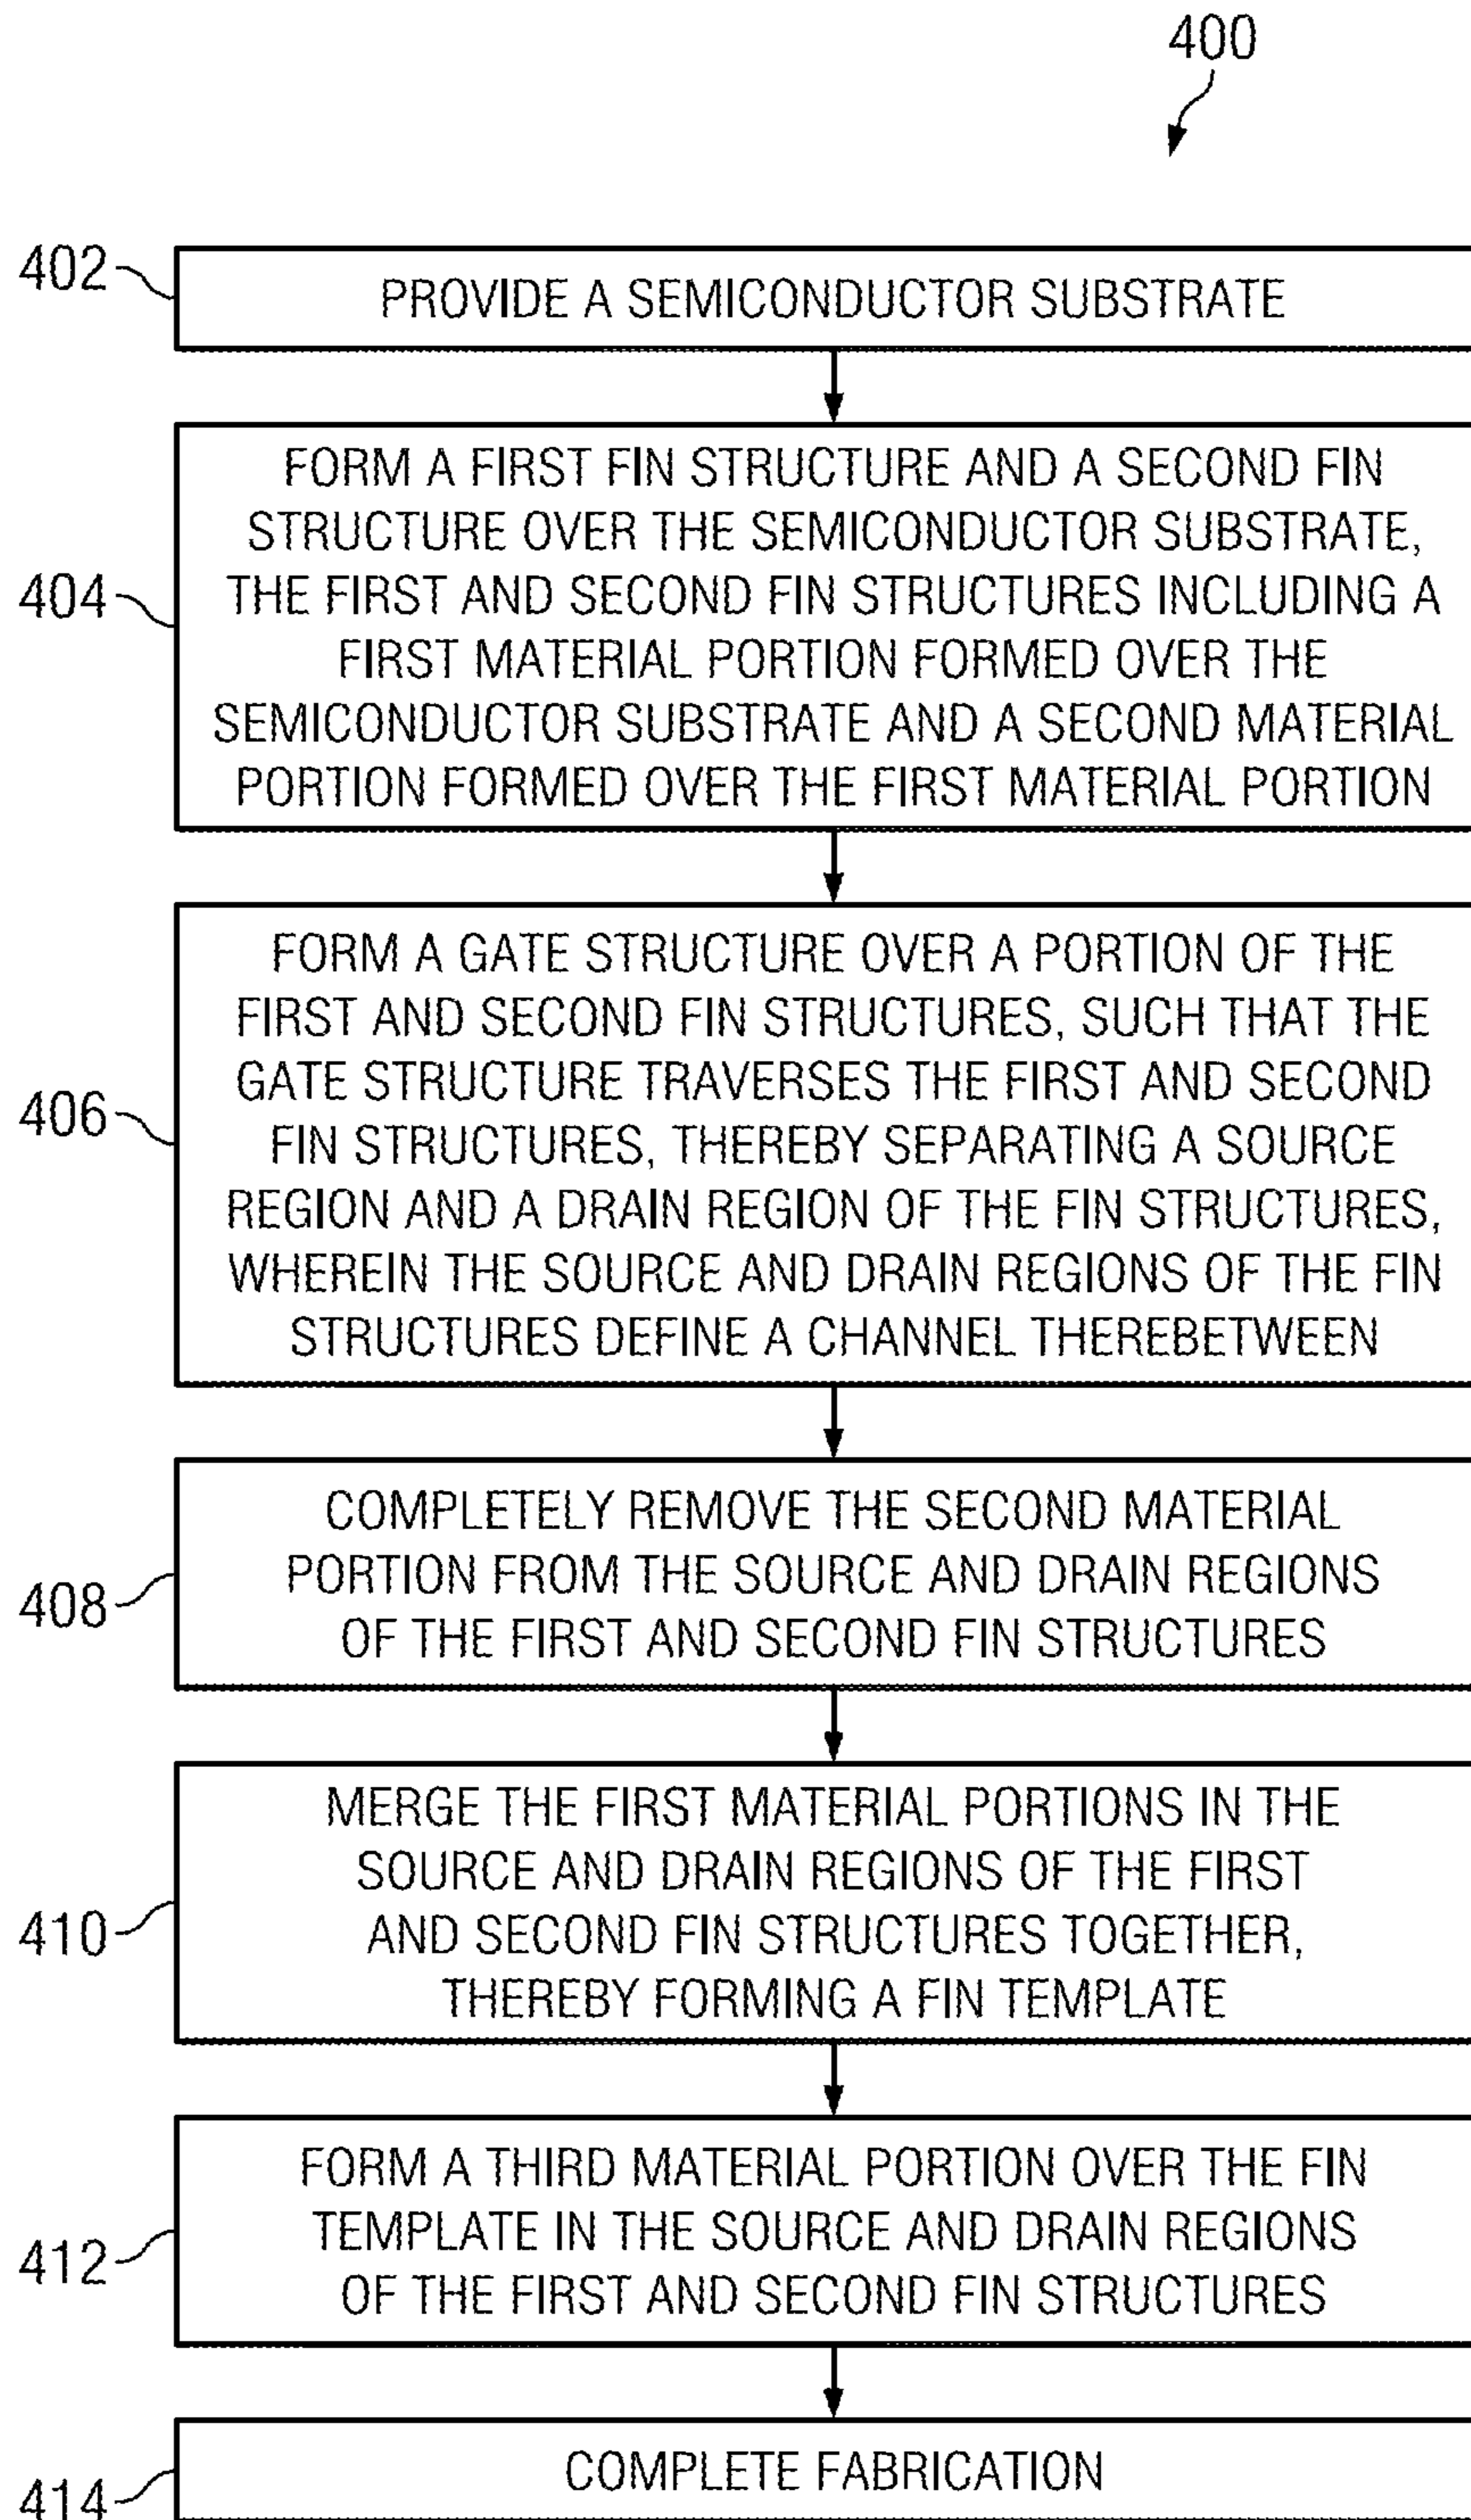 400
402
PROVIDE A SEMICONDUCTOR SUBSTRATE
404
FORM A FIRST FIN STRUCTURE AND A SECOND FIN
STRUCTURE OVER THE SEMICONDUCTOR SUBSTRATE,
THE FIRST AND SECOND FIN STRUCTURES INCLUDING A
FIRST MATERIAL PORTION FORMED OVER THE
SEMICONDUCTOR SUBSTRATE AND A SECOND MATERIAL
PORTION FORMED OVER THE FIRST MATERIAL PORTION
406
FORM A GATE STRUCTURE OVER A PORTION OF THE
FIRST AND SECOND FIN STRUCTURES, SUCH THAT THE
GATE STRUCTURE TRAVERSES THE FIRST AND SECOND
FIN STRUCTURES, THEREBY SEPARATING A SOURCE
REGION AND A DRAIN REGION OF THE FIN STRUCTURES,
WHEREIN THE SOURCE AND DRAIN REGIONS OF THE FIN
STRUCTURES DEFINE A CHANNEL THEREBETWEEN
408
COMPLETELY REMOVE THE SECOND MATERIAL
PORTION FROM THE SOURCE AND DRAIN REGIONS
OF THE FIRST AND SECOND FIN STRUCTURES
410
MERGE THE FIRST MATERIAL PORTIONS IN THE
SOURCE AND DRAIN REGIONS OF THE FIRST
AND SECOND FIN STRUCTURES TOGETHER,
THEREBY FORMING A FIN TEMPLATE
412
FORM A THIRD MATERIAL PORTION OVER THE FIN
TEMPLATE IN THE SOURCE AND DRAIN REGIONS
OF THE FIRST AND SECOND FIN STRUCTURES
414
COMPLETE FABRICATION